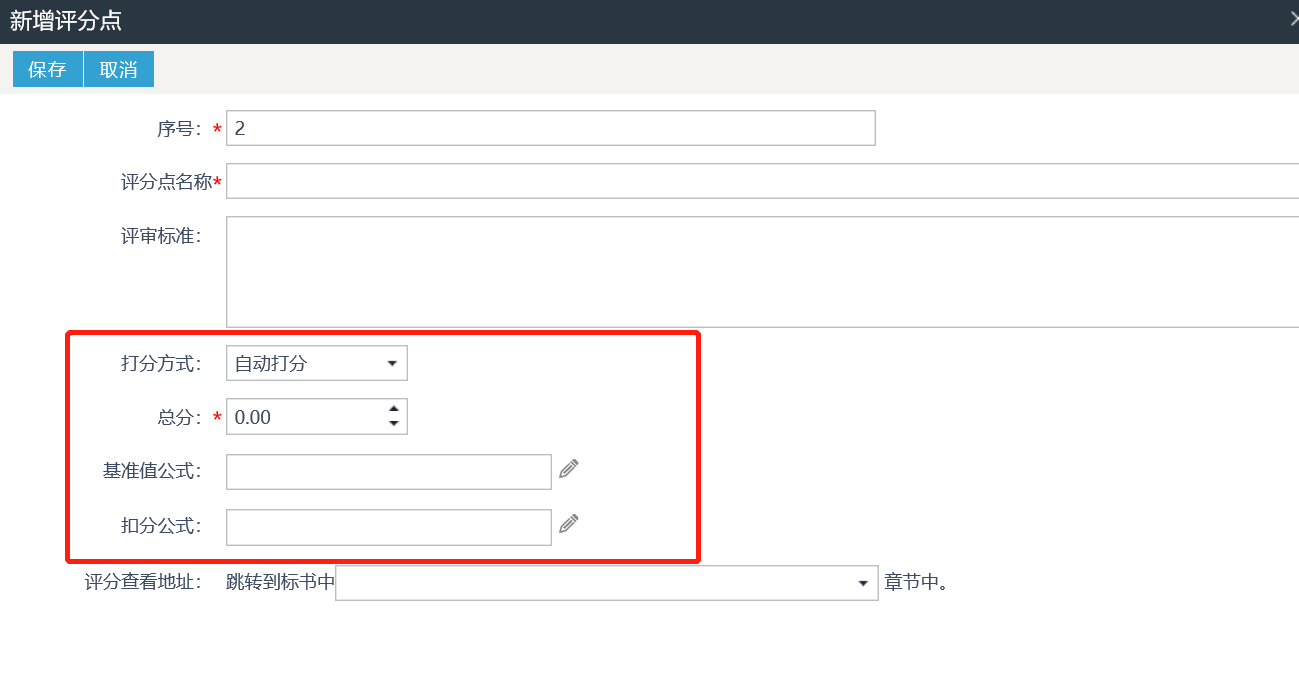 新增评分点
保存 取消
序号：* 2
评分点名称*
评审标准：
打分方式： 自动打分
总分：* 0.00
基准值公式：
扣分公式：
评分查看地址： 跳转到标书中 章节中。